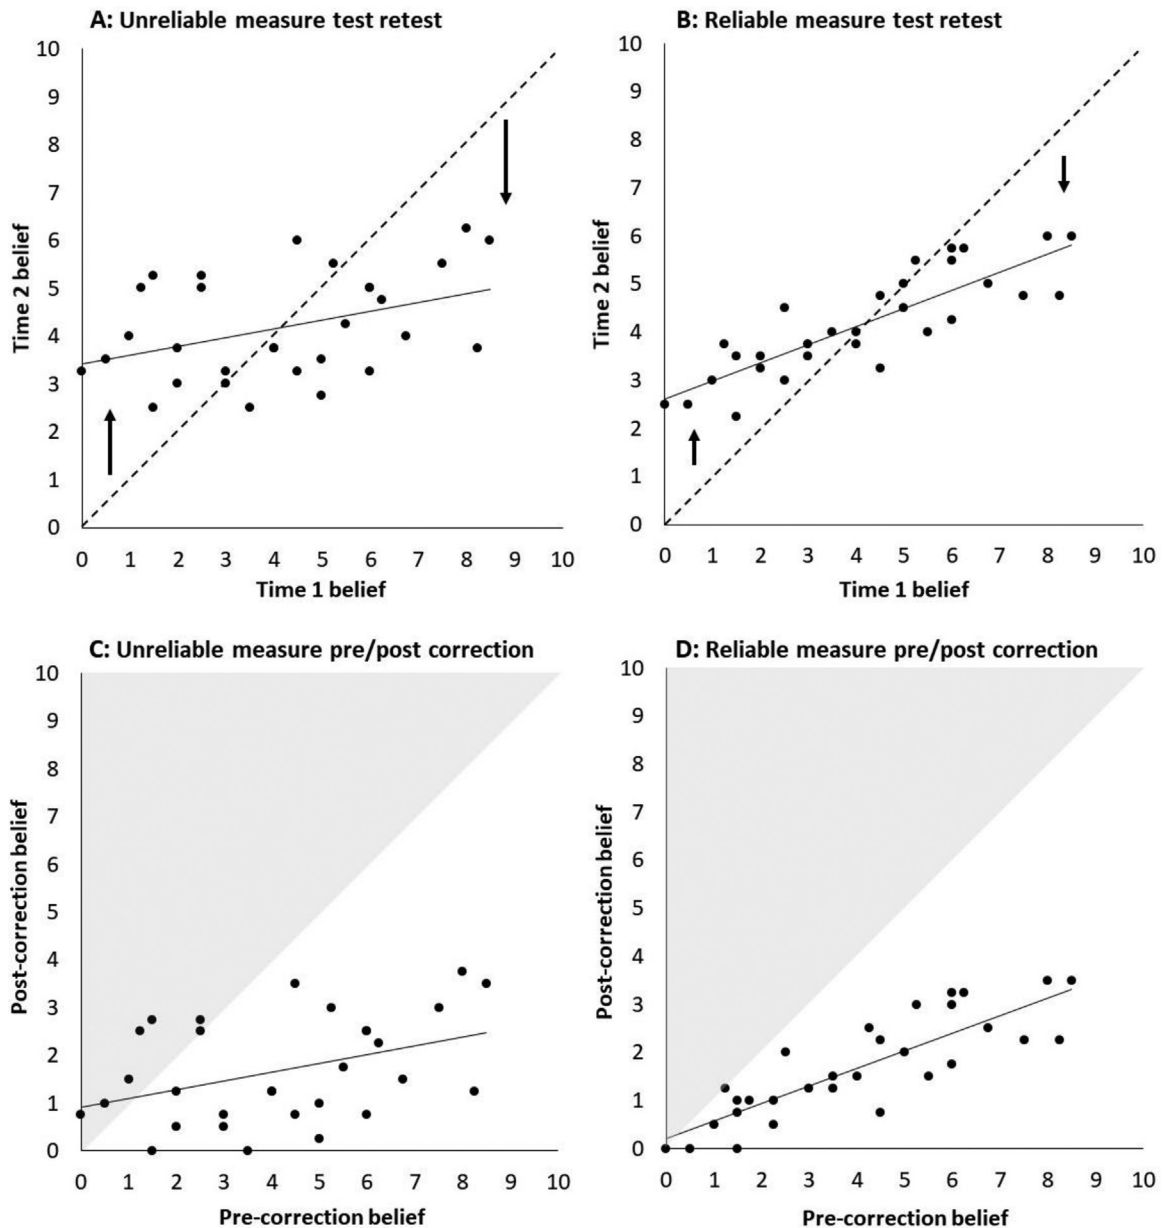 A: Unreliable measure test retest
10
9
8
7
6
5
4
3
2
1
0
Time 2 belief
0 1 2 3 4 5 6 7 8 9 10
Time 1 belief
B: Reliable measure test retest
10
9
8
7
6
5
4
3
2
1
0
Time 2 belief
0 1 2 3 4 5 6 7 8 9 10
Time 1 belief
C: Unreliable measure pre/post correction
10
9
8
7
6
5
4
3
2
1
0
Post-correction belief
0 1 2 3 4 5 6 7 8 9 10
Pre-correction belief
D: Reliable measure pre/post correction
10
9
8
7
6
5
4
3
2
1
0
Post-correction belief
0 1 2 3 4 5 6 7 8 9 10
Pre-correction belief